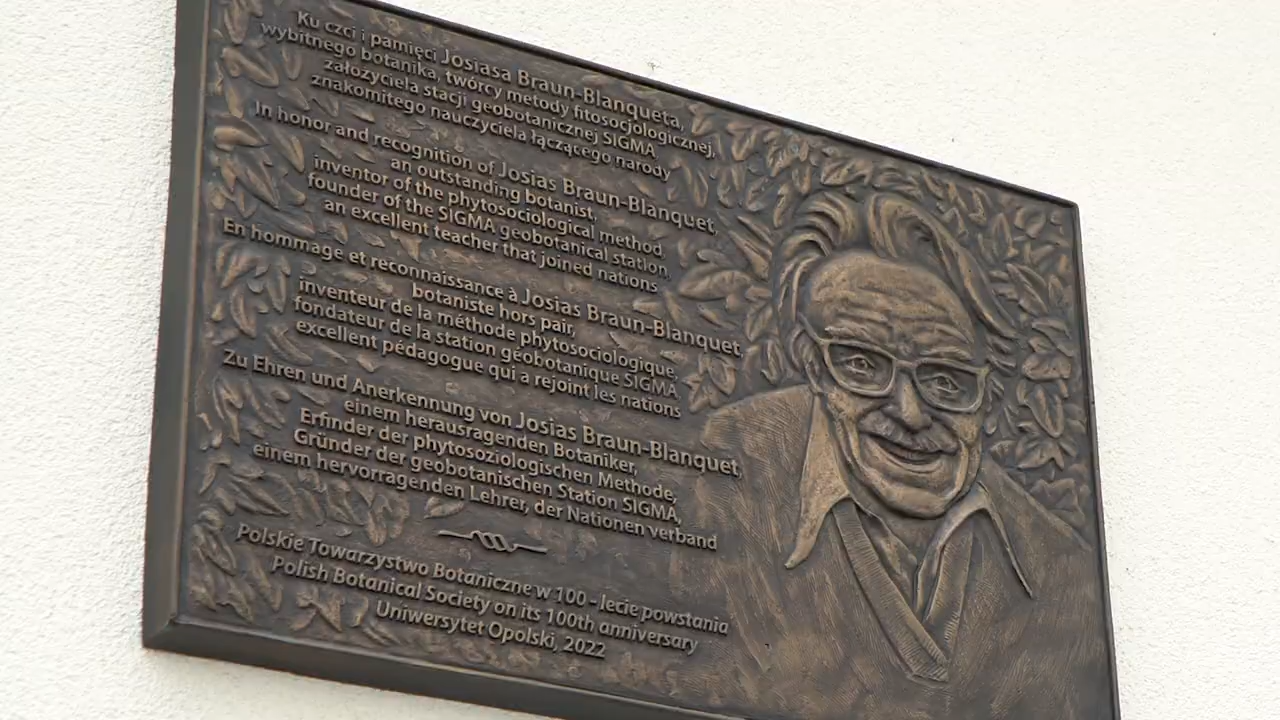 Ku czci i pamięci Josiasa Braun-Blanqueta,
wybitnego botanika, twórcy metody fitosocjologicznej,
założyciela stacji geobotanicznej SIGMA
znakomitego nauczyciela łączącego narody
In honor and recognition of Josias Braun-Blanquet,
an outstanding botanist,
inventor of the phytosociological method,
founder of the SIGMA geobotanical station,
an excellent teacher that joined nations
En hommage et reconnaissance à Josias Braun-Blanquet,
botaniste hors pair,
inventeur de la méthode phytosociologique,
fondateur de la station géobotanique SIGMA,
excellent pédagogue qui a rejoint les nations
Zu Ehren und Anerkennung von Josias Braun-Blanquet,
einem herausragenden Botaniker,
Erfinder der phytosoziologischen Methode,
Gründer der geobotanischen Station SIGMA,
einem hervorragenden Lehrer, der Nationen verband
Polskie Towarzystwo Botaniczne w 100 - lecie powstania
Polish Botanical Society on its 100th anniversary
Uniwersytet Opolski, 2022